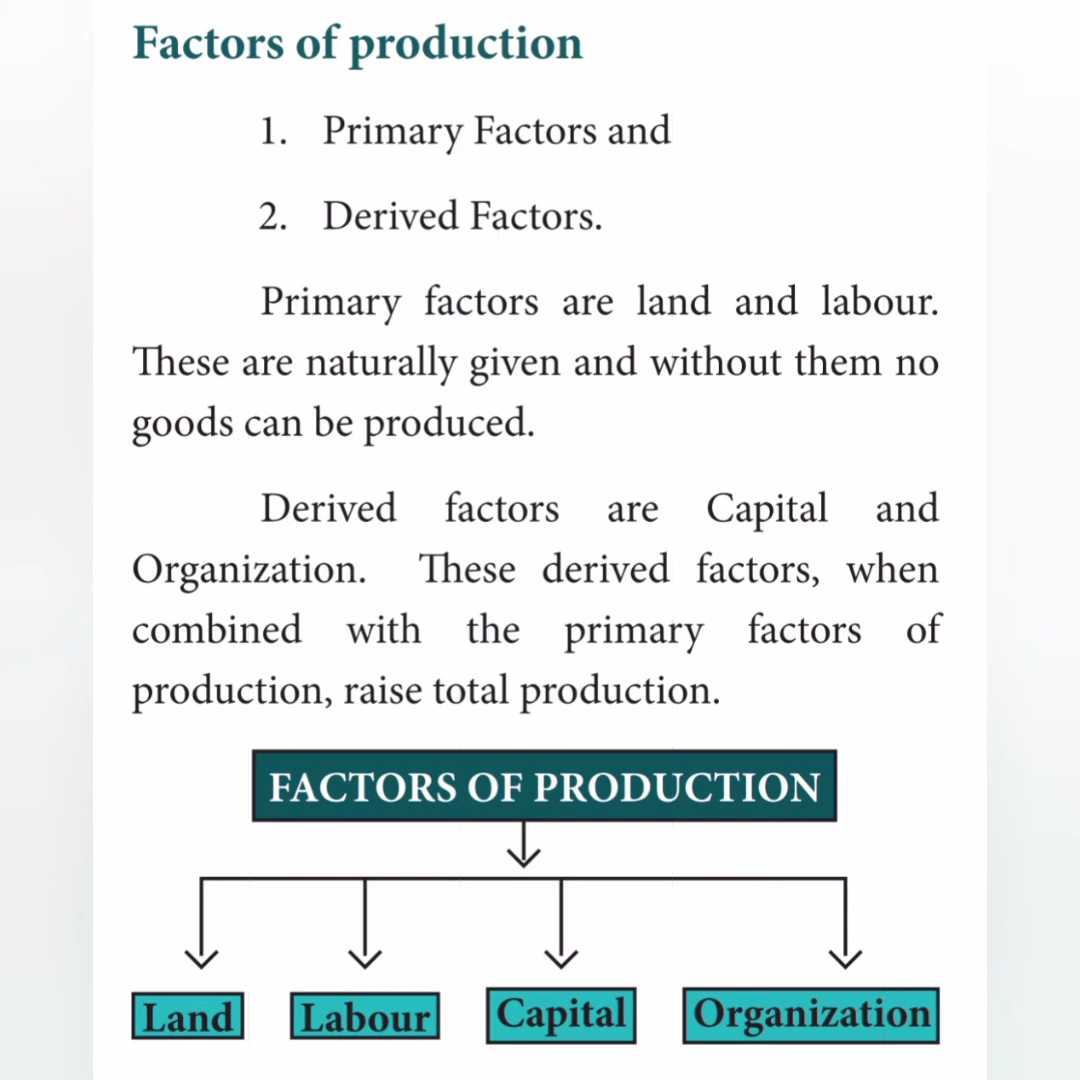 Factors of production
1. Primary Factors and
2. Derived Factors.
Primary factors are land and labour.
These are naturally given and without them no
goods can be produced.
Derived factors are Capital and
Organization. These derived factors, when
combined with the primary factors of
production, raise total production.
FACTORS OF PRODUCTION
Land Labour Capital Organization